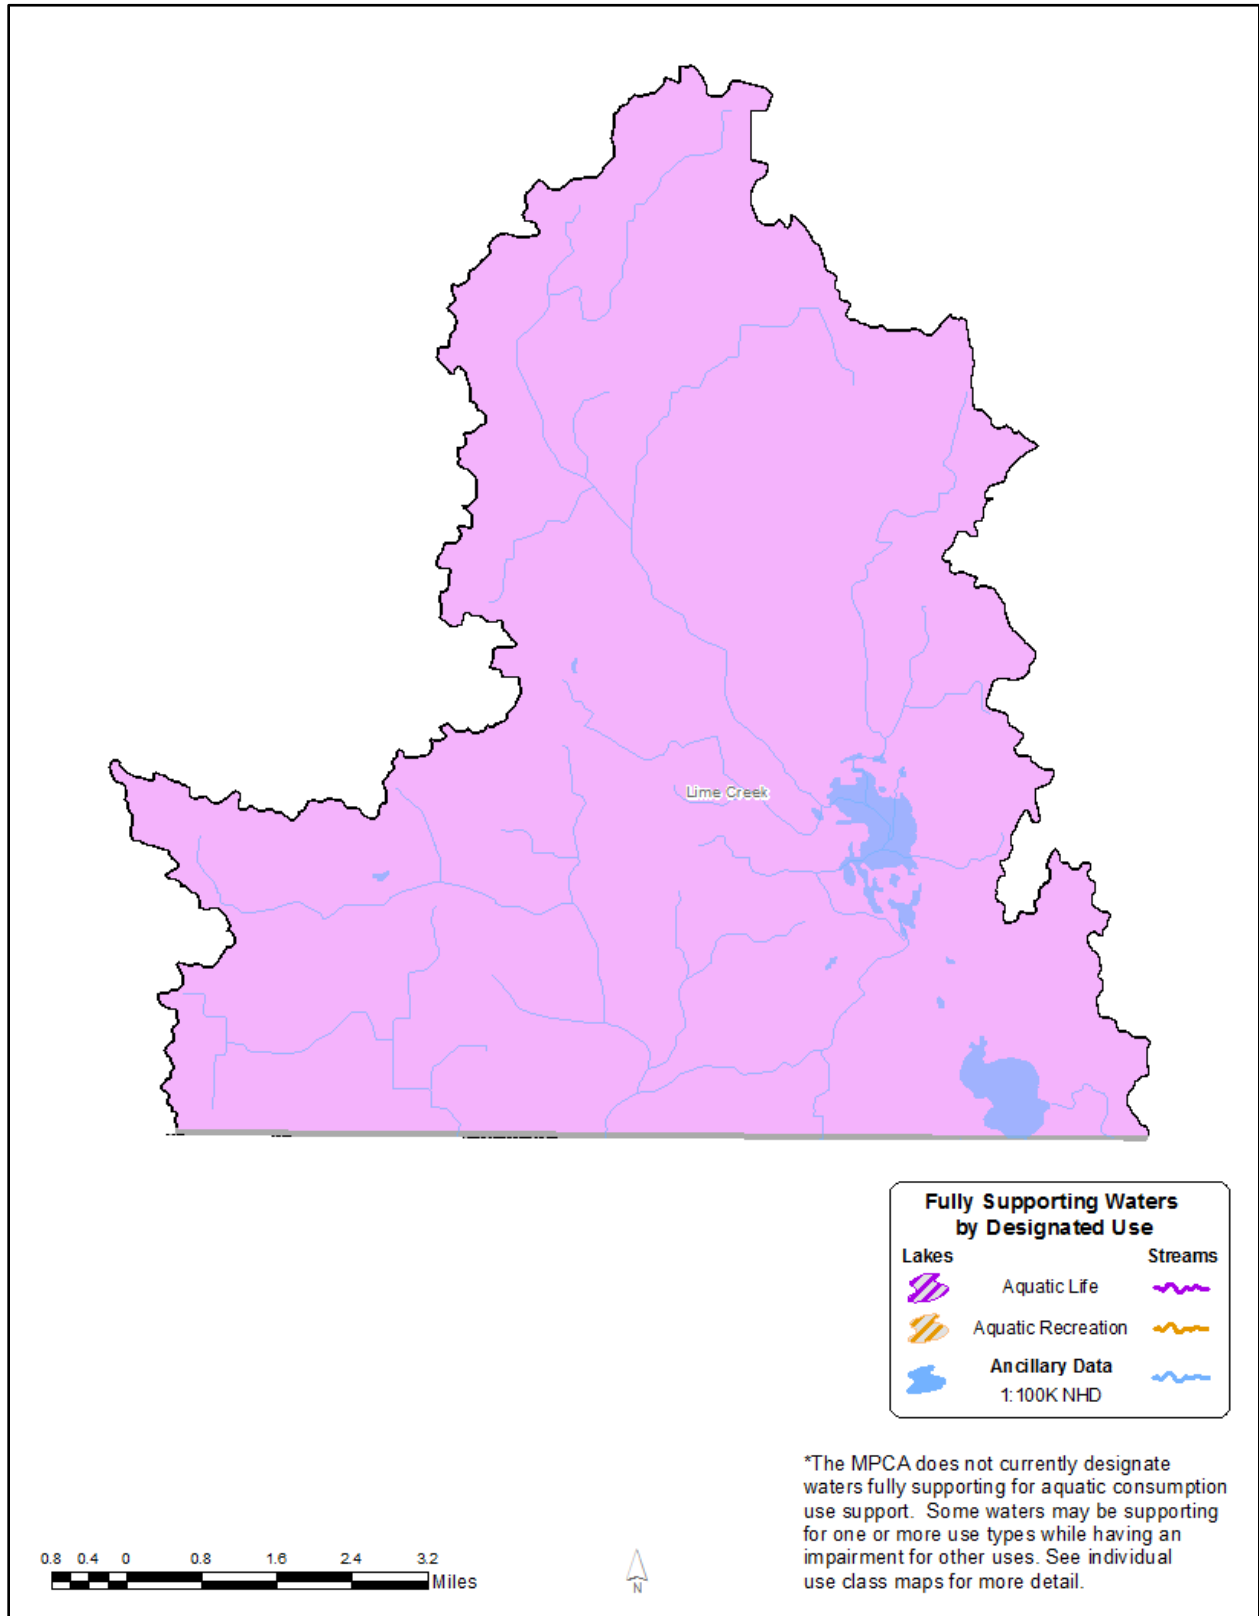 Lime Creek
Fully Supporting Waters
by Designated Use
Lakes Streams
Aquatic Life
Aquatic Recreation
Ancillary Data
1:100K NHD
*The MPCA does not currently designate
waters fully supporting for aquatic consumption
use support. Some waters may be supporting
for one or more use types while having an
impairment for other uses. See individual
use class maps for more detail.
0.8 0.4 0 0.8 1.6 2.4 3.2
Miles
N